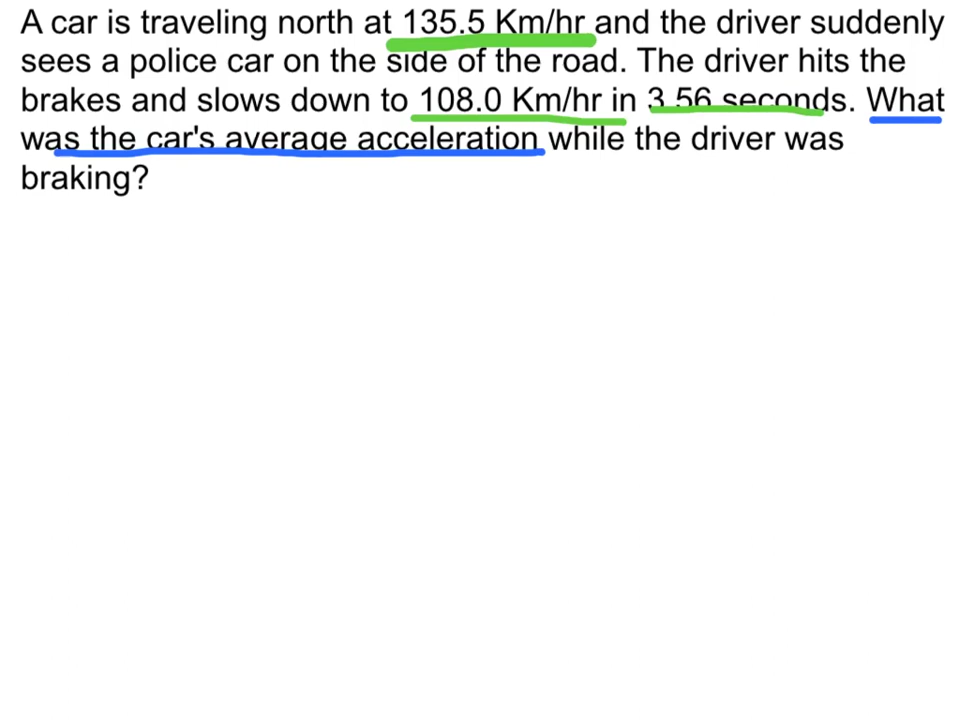 A car is traveling north at 135.5 Km/hr and the driver suddenly
sees a police car on the side of the road. The driver hits the
brakes and slows down to 108.0 Km/hr in 3.56 seconds. What
was the car's average acceleration while the driver was
braking?